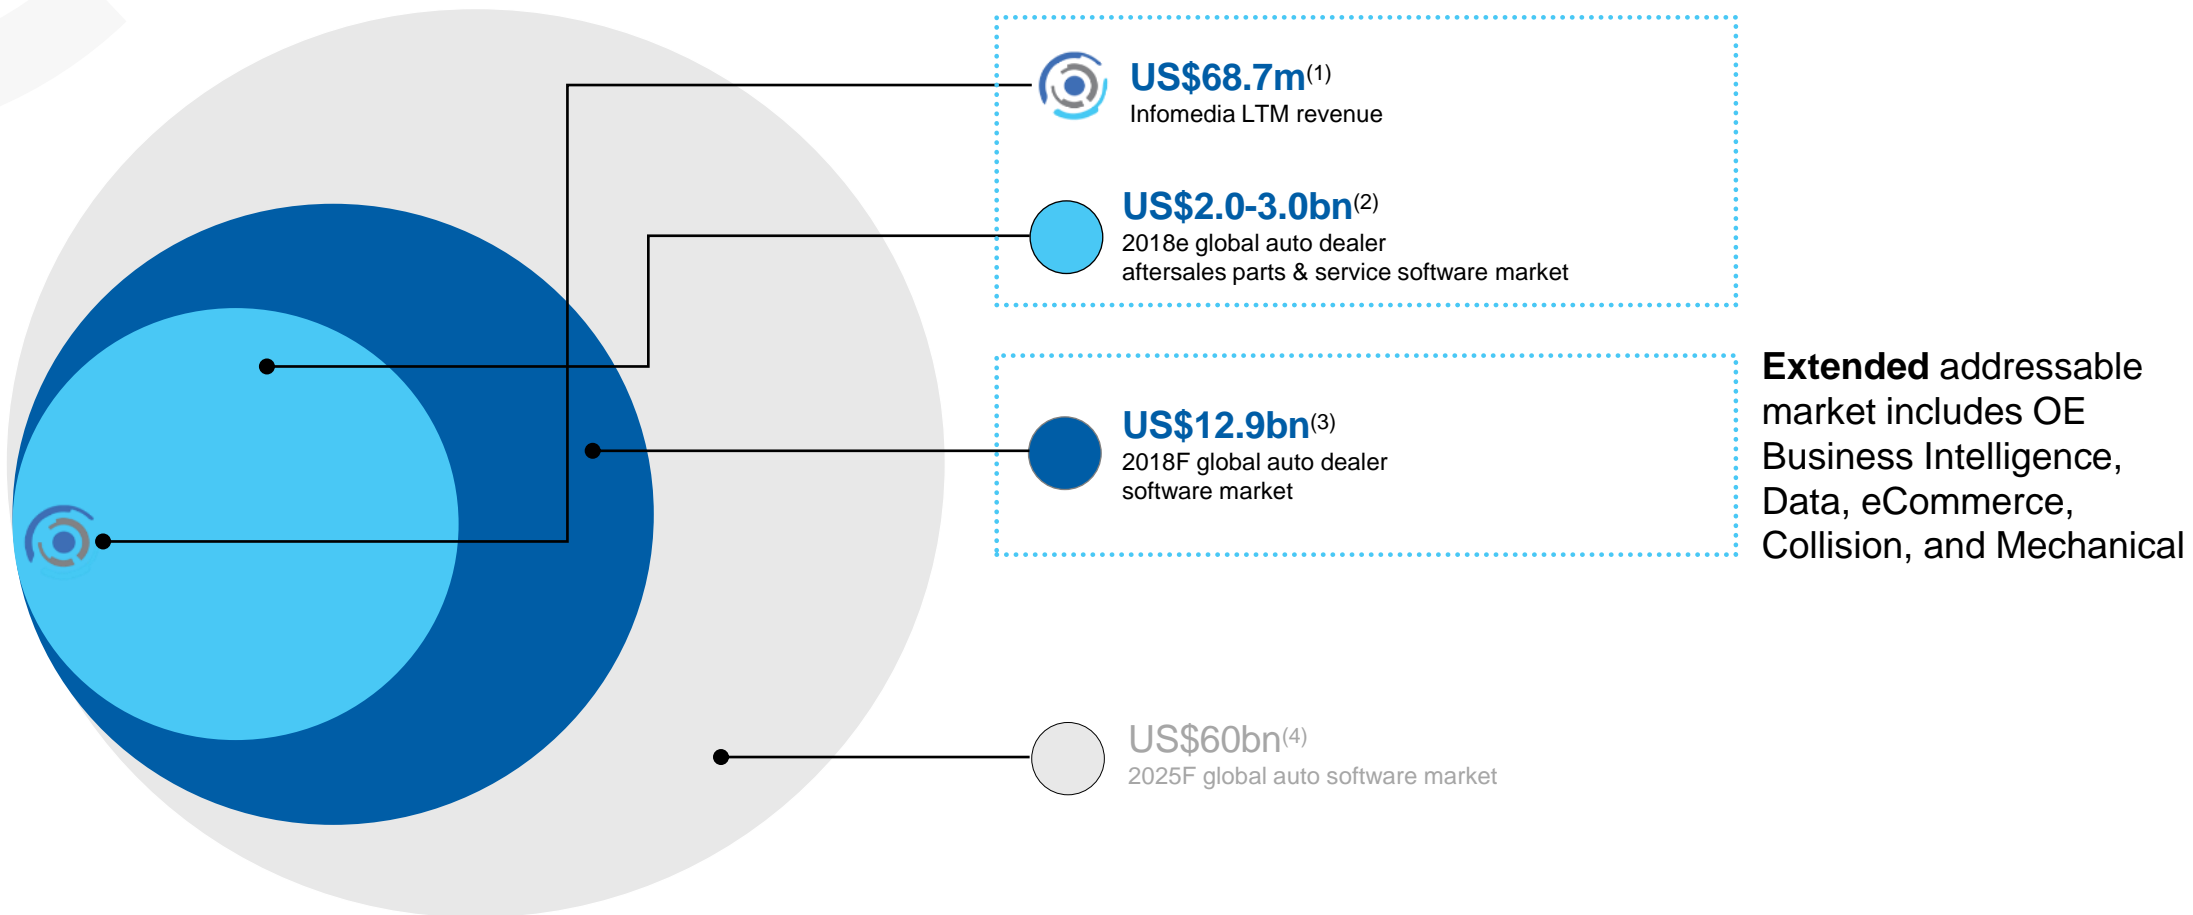 US$68.7m(1)
Infomedia LTM revenue
US$2.0-3.0bn(2)
2018e global auto dealer
aftersales parts & service software market
US$12.9bn(3)
2018F global auto dealer
software market
Extended addressable
market includes OE
Business Intelligence,
Data, eCommerce,
Collision, and Mechanical
US$60bn(4)
2025F global auto software market